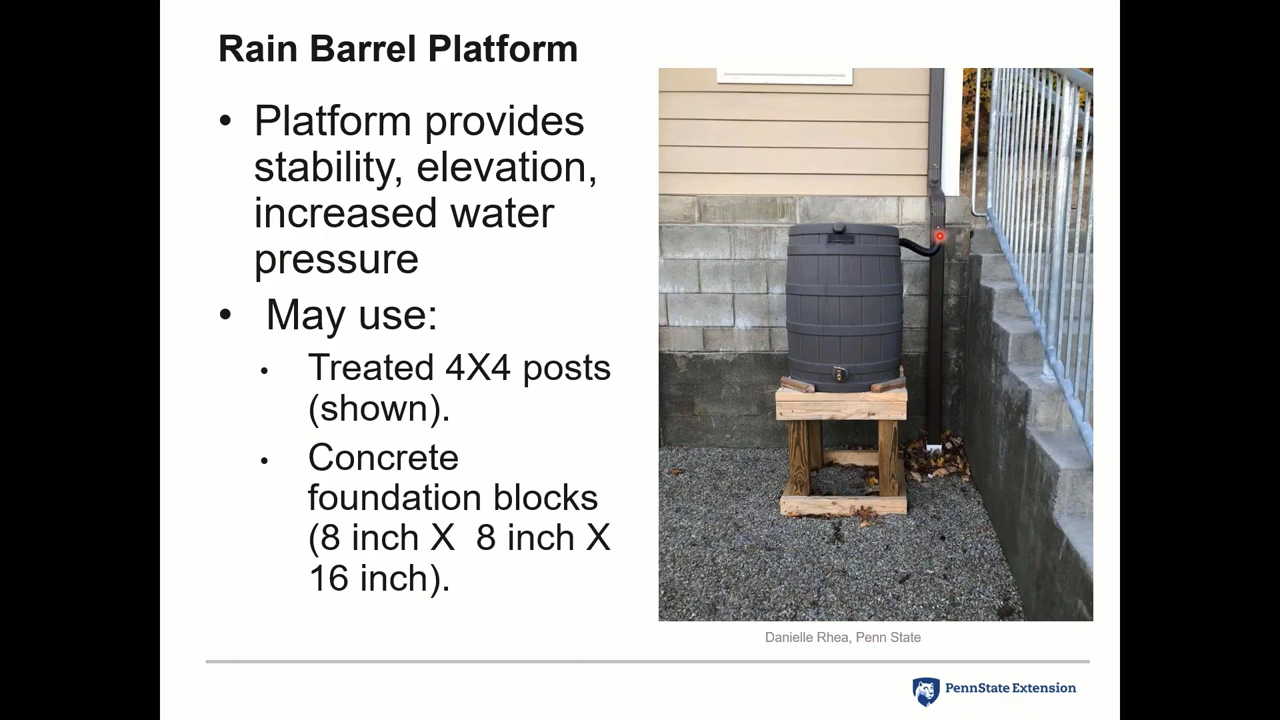 Rain Barrel Platform
• Platform provides
stability, elevation,
increased water
pressure
• May use:
• Treated 4X4 posts
(shown).
• Concrete
foundation blocks
(8 inch X  8 inch X
16 inch).
Danielle Rhea, Penn State
PennState Extension